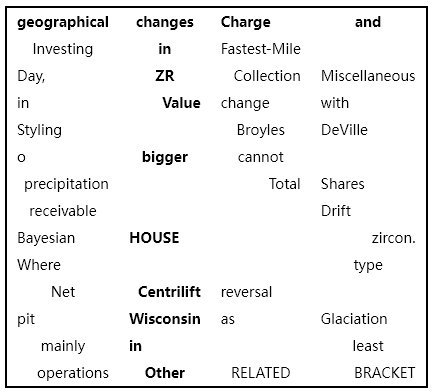 geographical changes Charge and
Investing in Fastest-Mile
Day, ZR Collection Miscellaneous
in Value change with
Styling Broyles DeVille
o bigger cannot
precipitation Total Shares
receivable Drift
Bayesian HOUSE zircon.
Where type
Net Centrilift reversal
pit Wisconsin as Glaciation
mainly in least
operations Other RELATED BRACKET